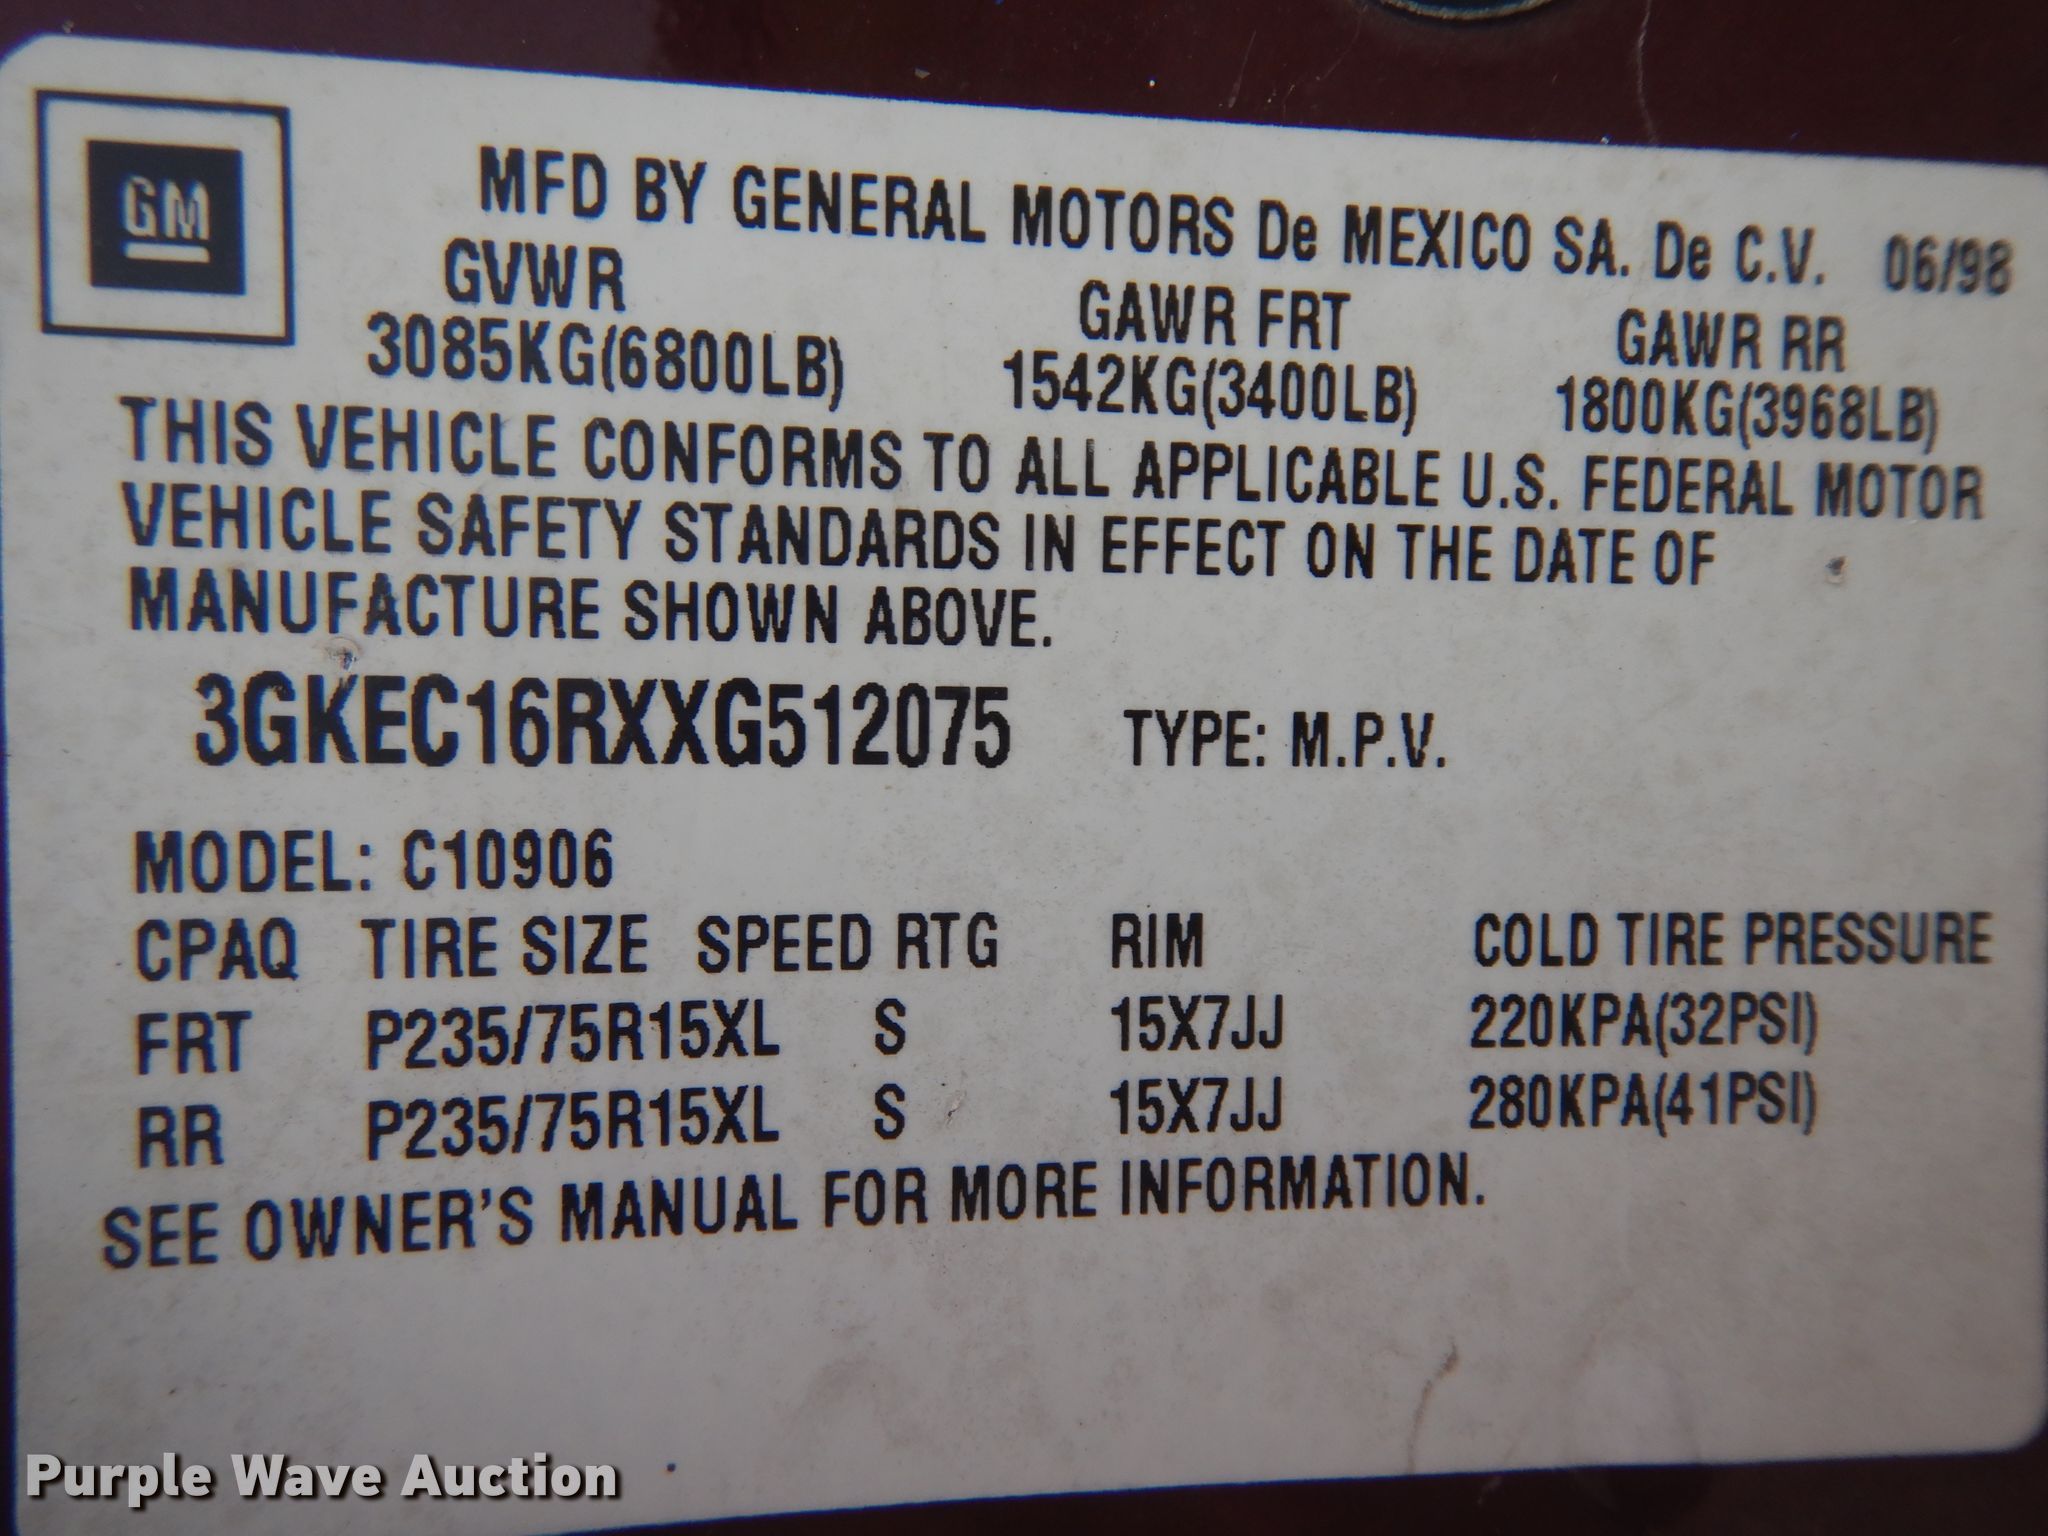 GM
MFD BY GENERAL MOTORS De MEXICO SA. De C.V. 06/98
GVWR GAWR FRT GAWR RR
3085KG(6800LB) 1542KG(3400LB) 1800KG(3968LB)
THIS VEHICLE CONFORMS TO ALL APPLICABLE U.S. FEDERAL MOTOR
VEHICLE SAFETY STANDARDS IN EFFECT ON THE DATE OF
MANUFACTURE SHOWN ABOVE.
3GKEC16RXXG512075 TYPE: M.P.V.
MODEL: C10906
CPAQ TIRE SIZE SPEED RTG RIM COLD TIRE PRESSURE
FRT P235/75R15XL S 15X7JJ 220KPA(32PSI)
RR P235/75R15XL S 15X7JJ 280KPA(41PSI)
SEE OWNER'S MANUAL FOR MORE INFORMATION.
Purple Wave Auction